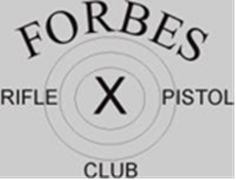 FORBES
RIFLE X PISTOL
CLUB